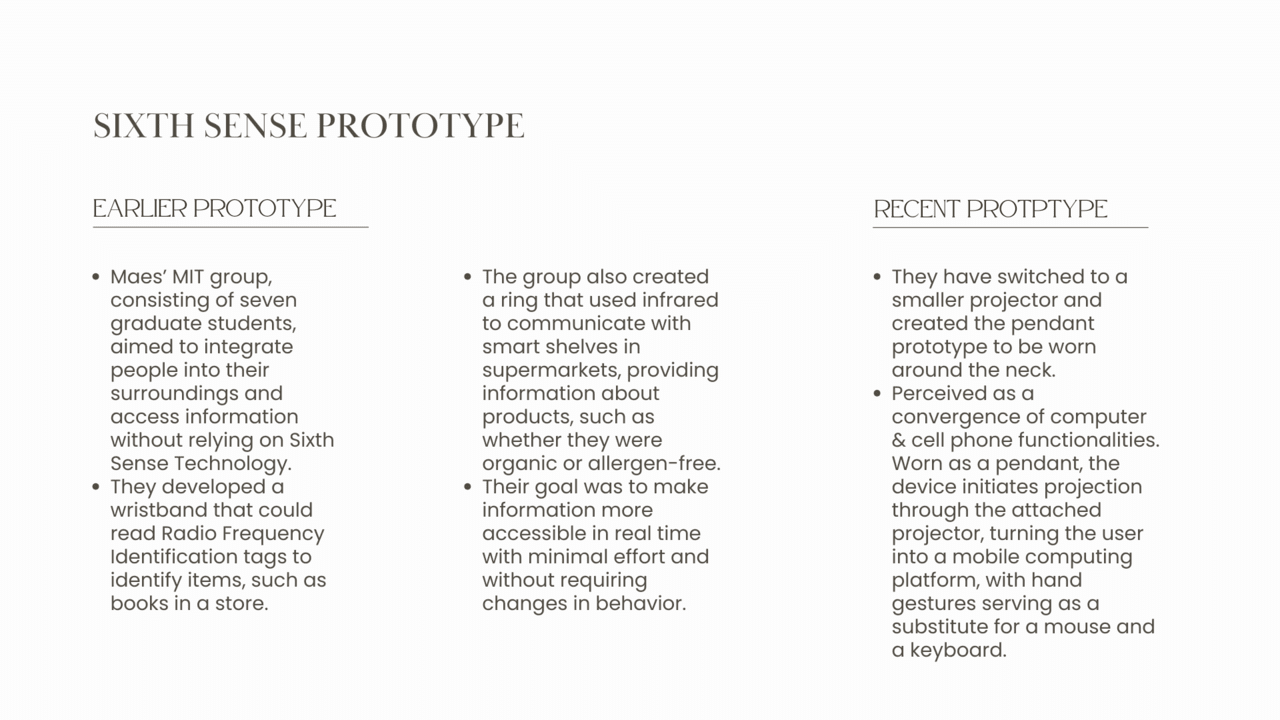 SIXTH SENSE PROTOTYPE
EARLIER PROTOTYPE
• Maes’ MIT group,
consisting of seven
graduate students,
aimed to integrate
people into their
surroundings and
access information
without relying on Sixth
Sense Technology.
• They developed a
wristband that could
read Radio Frequency
Identification tags to
identify items, such as
books in a store.
• The group also created
a ring that used infrared
to communicate with
smart shelves in
supermarkets, providing
information about
products, such as
whether they were
organic or allergen-free.
• Their goal was to make
information more
accessible in real time
with minimal effort and
without requiring
changes in behavior.
RECENT PROTPTYPE
• They have switched to a
smaller projector and
created the pendant
prototype to be worn
around the neck.
• Perceived as a
convergence of computer
& cell phone functionalities.
Worn as a pendant, the
device initiates projection
through the attached
projector, turning the user
into a mobile computing
platform, with hand
gestures serving as a
substitute for a mouse and
a keyboard.